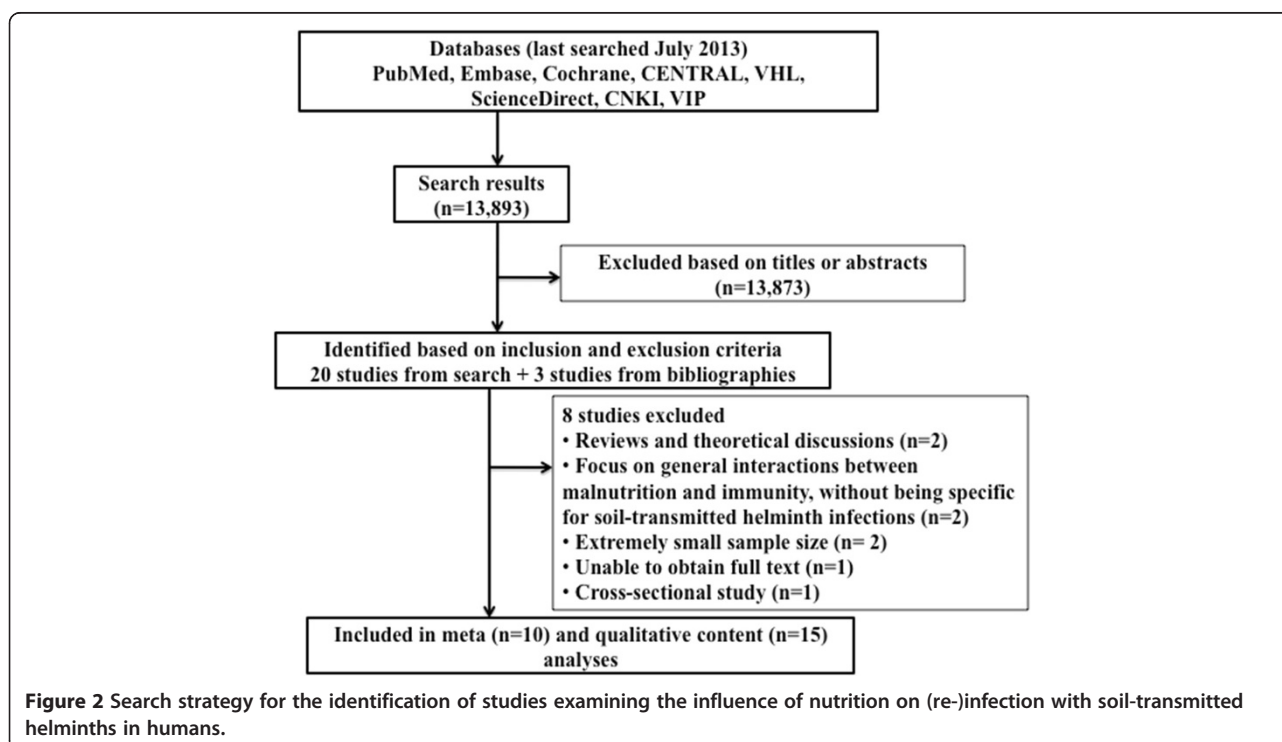 Databases (last searched July 2013)
PubMed, Embase, Cochrane, CENTRAL, VHL,
ScienceDirect, CNKI, VIP
Search results
(n=13,893)
Excluded based on titles or abstracts
(n=13,873)
Identified based on inclusion and exclusion criteria
20 studies from search + 3 studies from bibliographies
8 studies excluded
• Reviews and theoretical discussions (n=2)
• Focus on general interactions between
malnutrition and immunity, without being specific
for soil-transmitted helminth infections (n=2)
• Extremely small sample size (n= 2)
• Unable to obtain full text (n=1)
• Cross-sectional study (n=1)
Included in meta (n=10) and qualitative content (n=15)
analyses
Figure 2 Search strategy for the identification of studies examining the influence of nutrition on (re-)infection with soil-transmitted
helminths in humans.